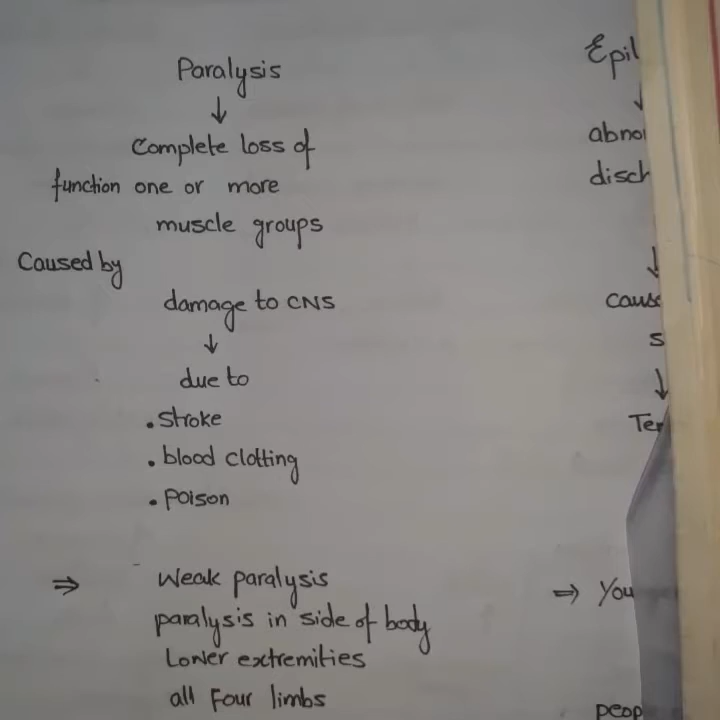 Paralysis
↓
Complete loss of
function one or more
muscle groups
Caused by
damage to CNS
↓
due to
. stroke
. blood clotting
. poison
⇒ Weak paralysis
paralysis in side of body
Lower extremities
all Four limbs
Epil
↓
abno
disch
↓
cause
s
↓
Ter
⇒ You
peop